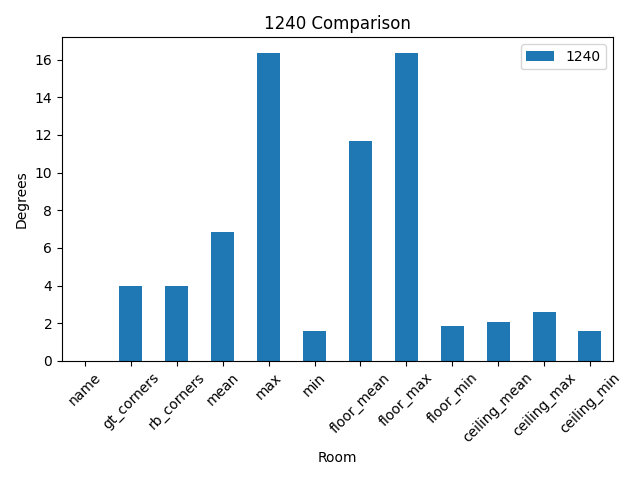 1240 Comparison
1240
Degrees
16
14
12
10
8
6
4
2
0
name
gt_corners
rb_corners
mean
max
min
floor_mean
floor_max
floor_min
ceiling_mean
ceiling_max
ceiling_min
Room